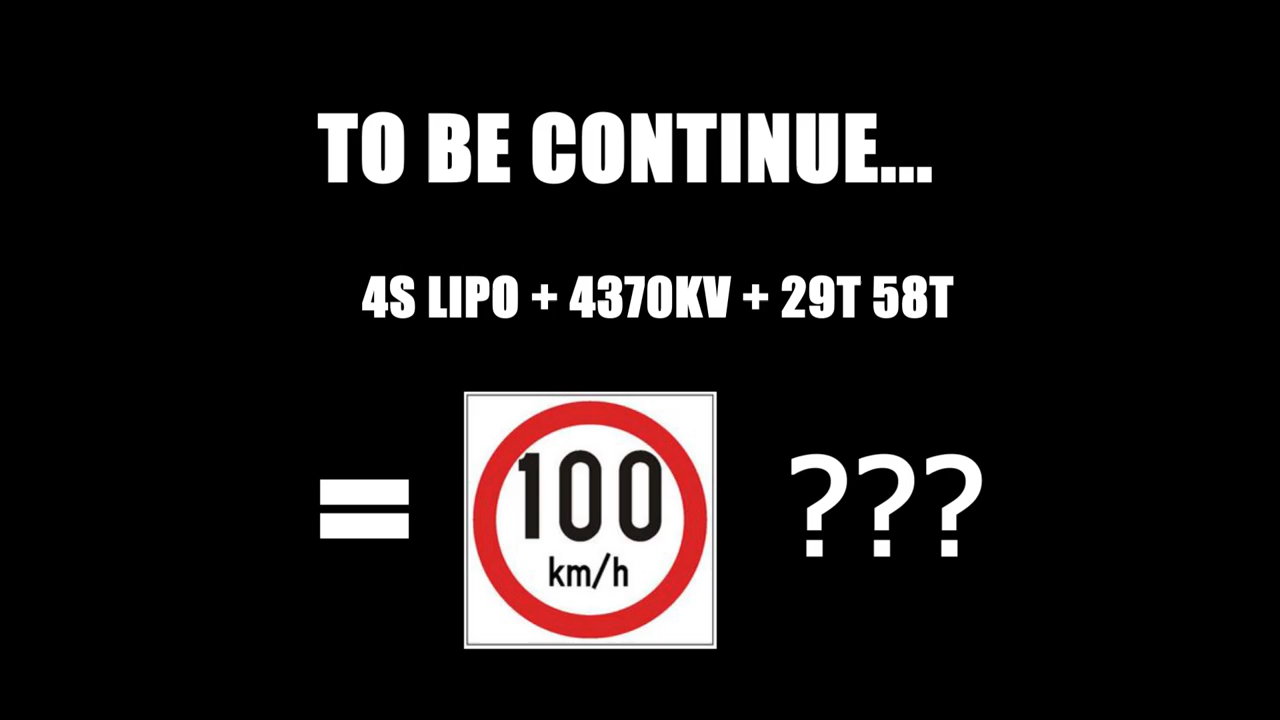 TO BE CONTINUE...
4S LIPO + 4370KV + 29T 58T
= 100 ???
km/h